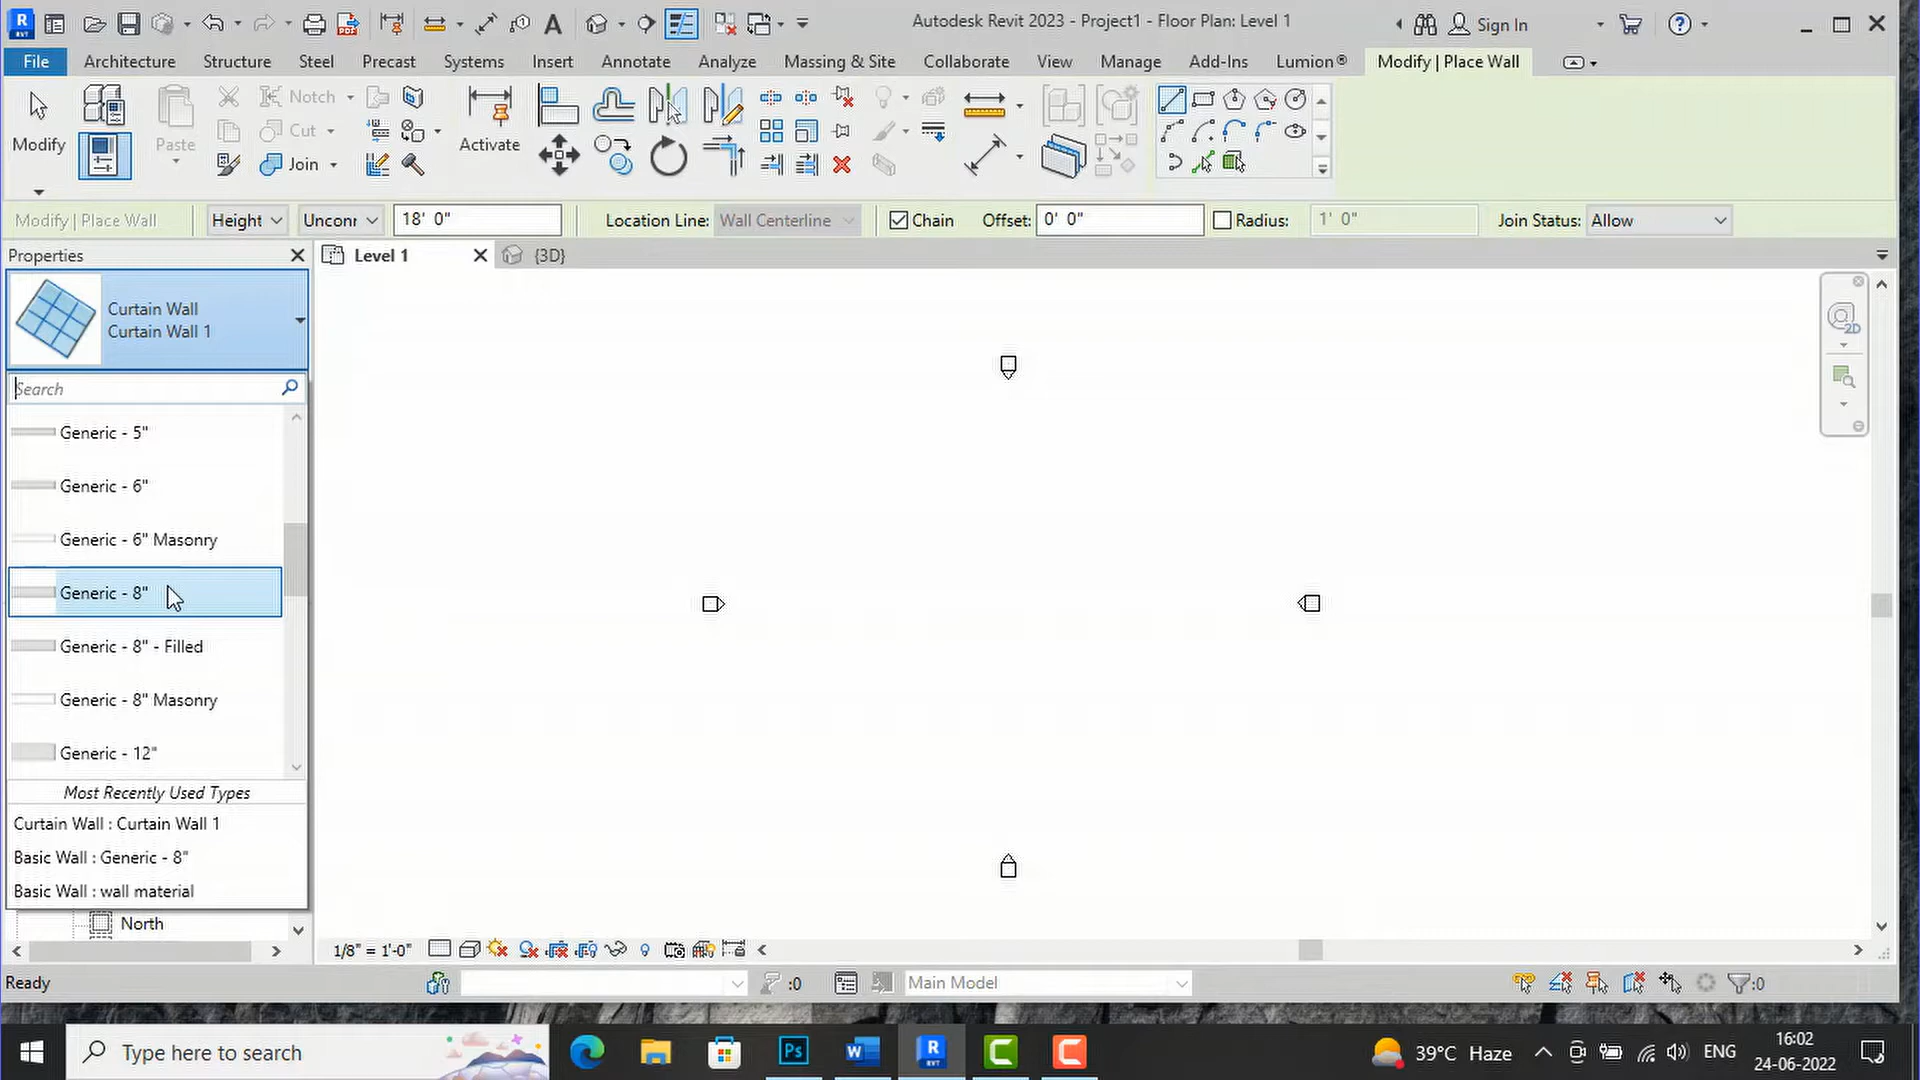 Autodesk Revit 2023 - Project1 - Floor Plan: Level 1
Sign In
File Architecture Structure Steel Precast Systems Insert Annotate Analyze Massing & Site Collaborate View Manage Add-Ins Lumion® Modify | Place Wall
Modify
Paste
Notch
Cut
Join
Activate
Modify | Place Wall Height Unconr 18' 0" Location Line: Wall Centerline Chain Offset: 0' 0" Radius: 1' 0" Join Status: Allow
Properties
Level 1
{3D}
Curtain Wall
Curtain Wall 1
2D
Search
Generic - 5"
Generic - 6"
Generic - 6" Masonry
Generic - 8"
Generic - 8" - Filled
Generic - 8" Masonry
Generic - 12"
Most Recently Used Types
Curtain Wall : Curtain Wall 1
Basic Wall : Generic - 8"
Basic Wall : wall material
North
1/8" = 1'-0"
Ready
:0
Main Model
:0
Type here to search
Ps
W
R
RVT
C
C
39°C Haze
ENG
16:02
24-06-2022